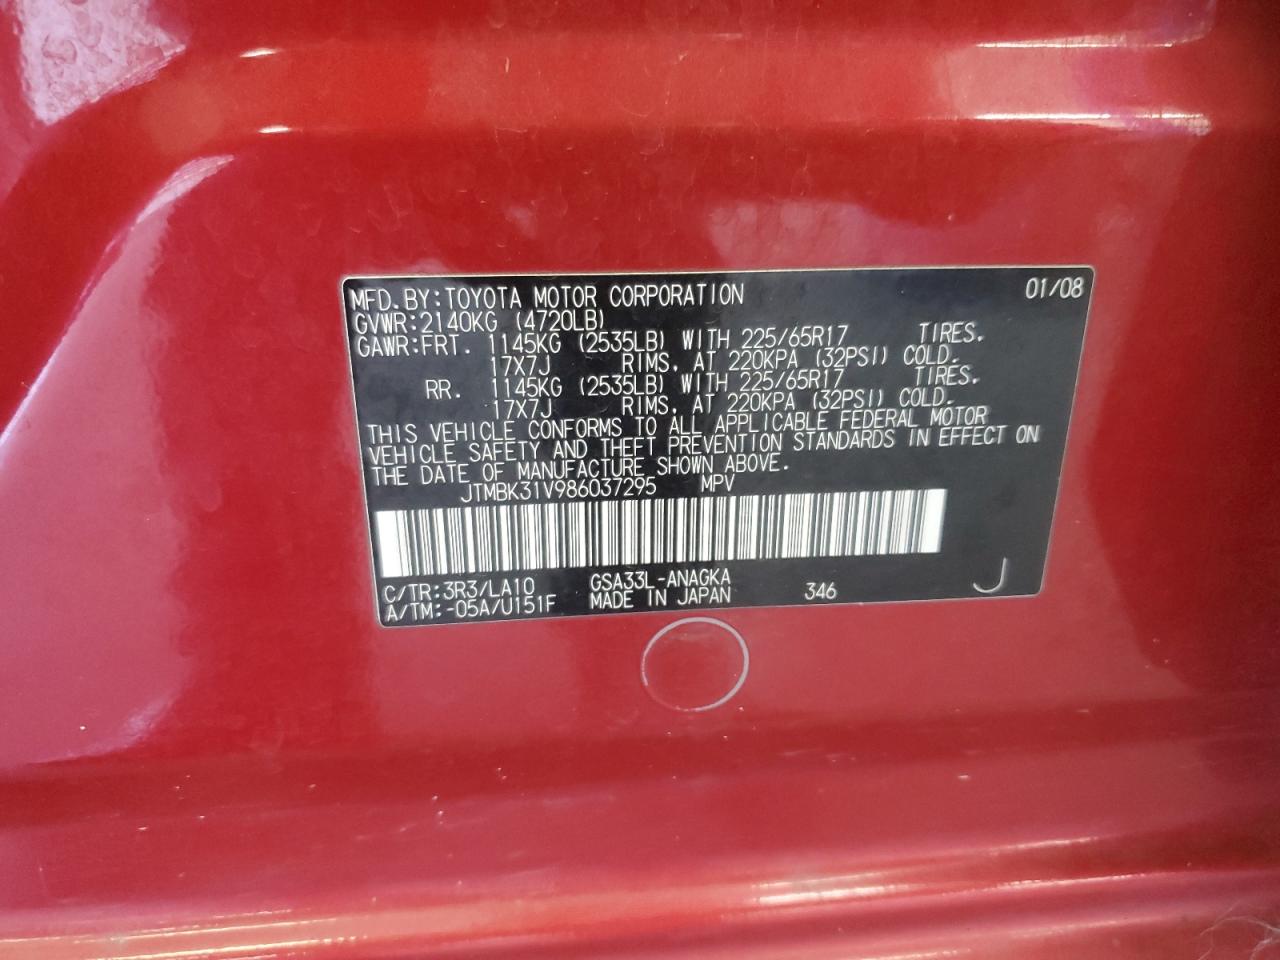 MFD.BY:TOYOTA MOTOR CORPORATION 01/08
GVWR:2140KG (4720LB)
GAWR:FRT. 1145KG (2535LB) WITH 225/65R17 TIRES.
17X7J RIMS, AT 220KPA (32PSI) COLD.
RR. 1145KG (2535LB) WITH 225/65R17 TIRES.
17X7J RIMS, AT 220KPA (32PSI) COLD.
THIS VEHICLE CONFORMS TO ALL APPLICABLE FEDERAL MOTOR
VEHICLE SAFETY AND THEFT PREVENTION STANDARDS IN EFFECT ON
THE DATE OF MANUFACTURE SHOWN ABOVE.
JTMBK31V986037295 MPV
C/TR:3R3/LA10 GSA33L-ANAGKA 346 J
A/TM:-05A/U151F MADE IN JAPAN